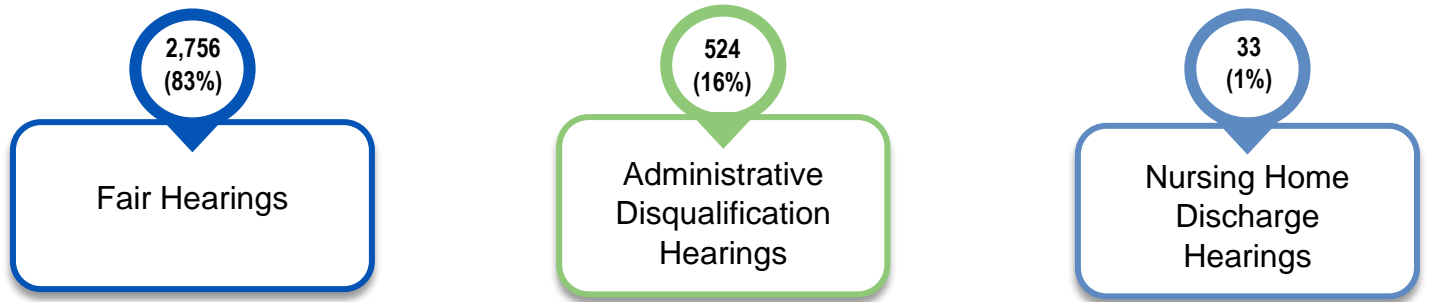 2,756
(83%)
Fair Hearings
524
(16%)
Administrative
Disqualification
Hearings
33
(1%)
Nursing Home
Discharge
Hearings